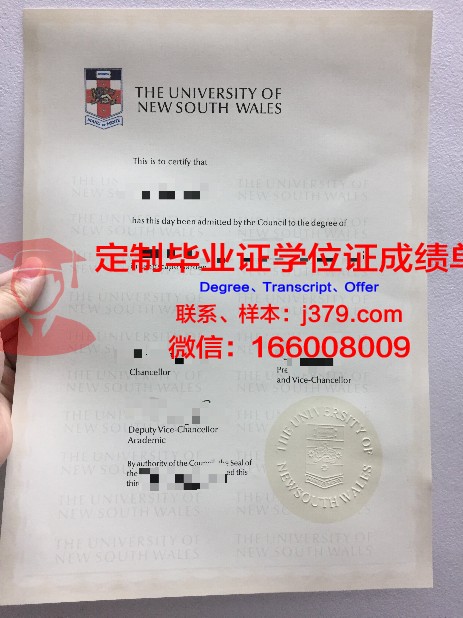 THE UNIVERSITY OF
NEW SOUTH WALES
This is to certify that
has this day been admitted by the Council to the degree of
定制毕业证学位证成绩单
Degree、Transcript、Offer
联系、样本：j379.com
微信：166008009
Chancellor
and Vice-Chancellor
Deputy Vice-Chancellor
Academic
By authority of the Council the Seal of
the
this
THE UNIVERSITY OF
NEW SOUTH WALES